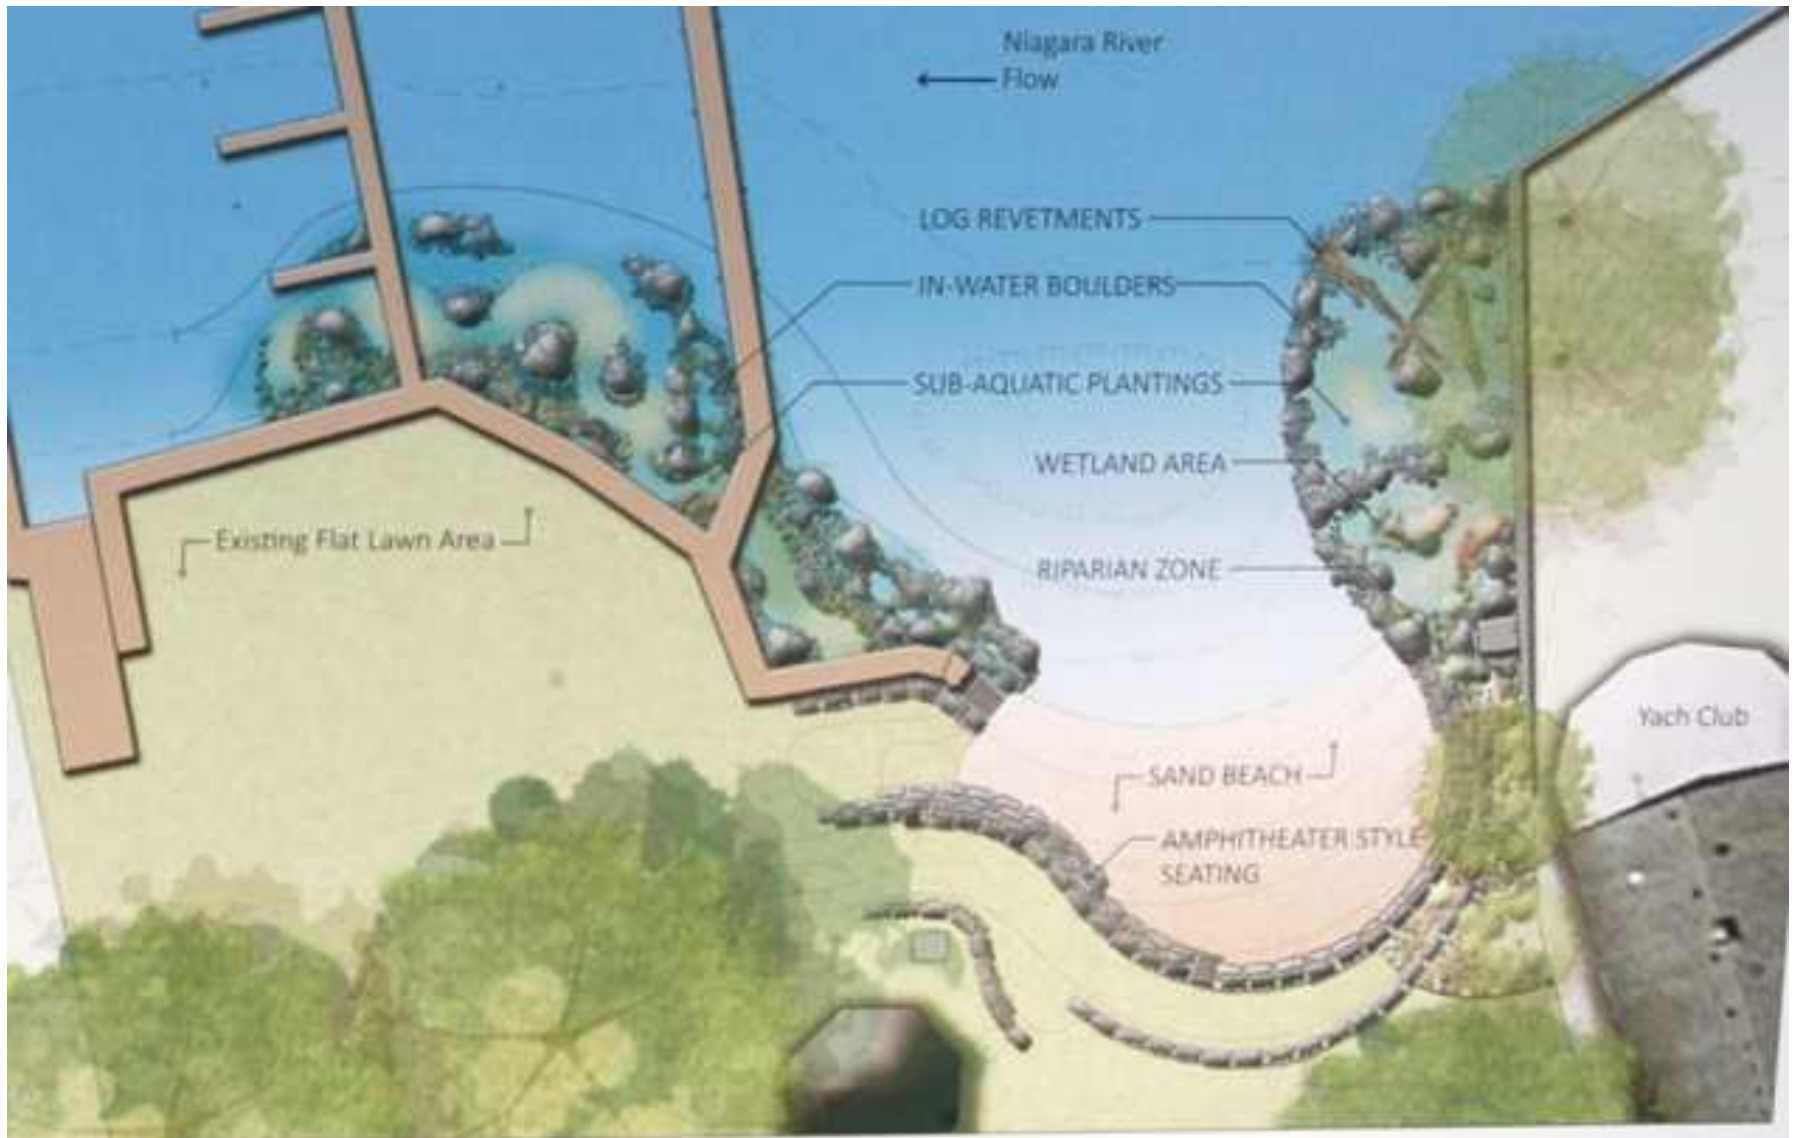 Niagara River
Flow
LOG REVETMENTS
IN-WATER BOULDERS
SUB-AQUATIC PLANTINGS
WETLAND AREA
Existing Flat Lawn Area
RIPARIAN ZONE
Yach Club
SAND BEACH
AMPHITHEATER STYLE
SEATING